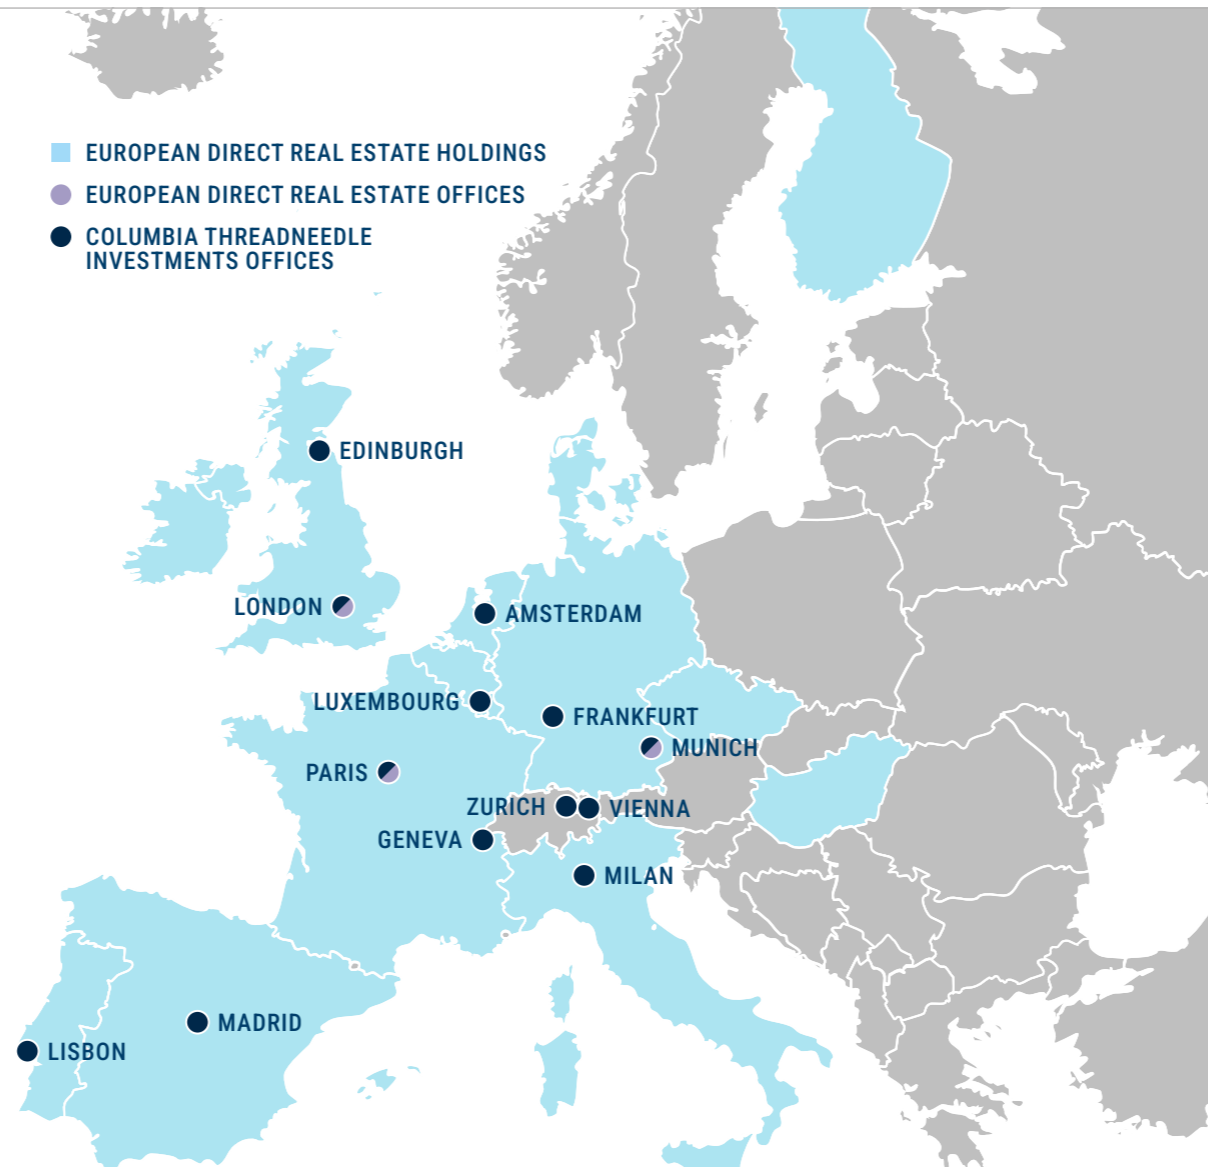 EUROPEAN DIRECT REAL ESTATE HOLDINGS
EUROPEAN DIRECT REAL ESTATE OFFICES
COLUMBIA THREADNEEDLE
INVESTMENTS OFFICES
EDINBURGH
LONDON
AMSTERDAM
LUXEMBOURG
FRANKFURT
MUNICH
PARIS
ZURICH
VIENNA
GENEVA
MILAN
MADRID
LISBON